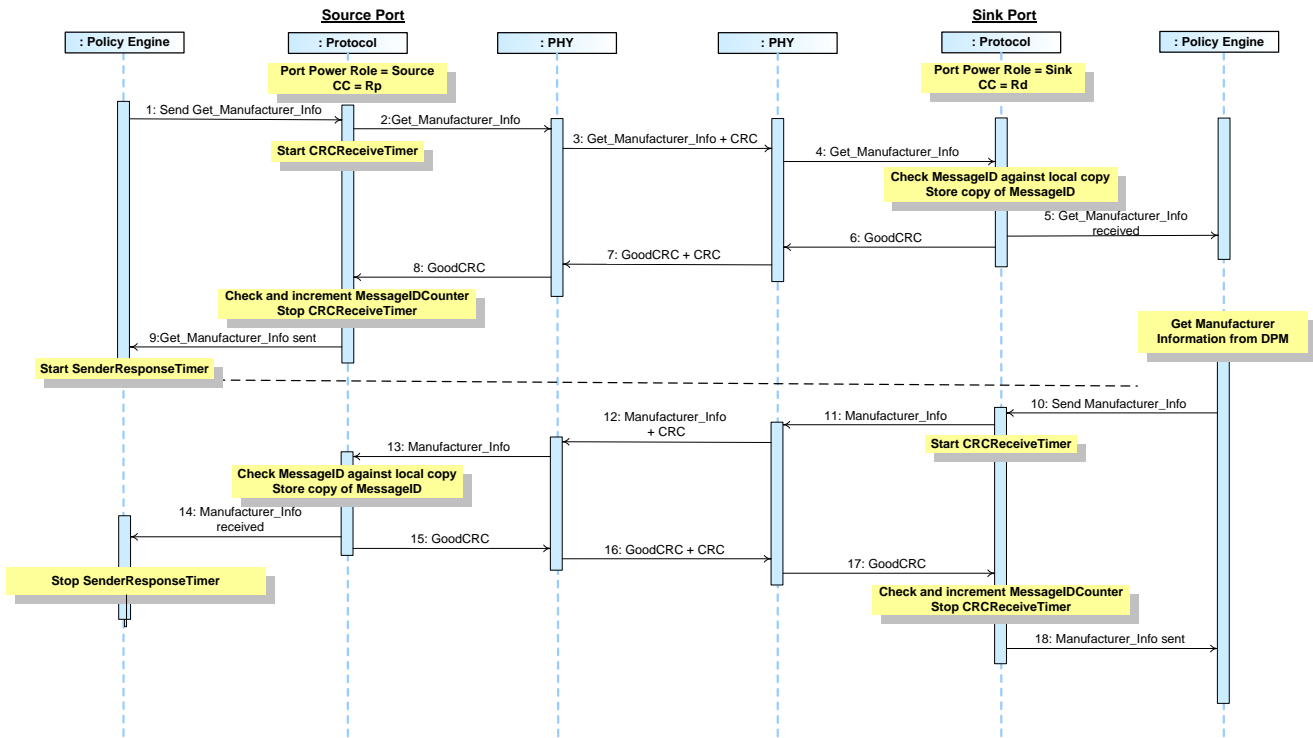 Source Port
Sink Port
: Policy Engine
: Protocol
: PHY
: PHY
: Protocol
: Policy Engine
Port Power Role = Source
CC = Rp
Port Power Role = Sink
CC = Rd
1: Send Get_Manufacturer_Info
2:Get_Manufacturer_Info
Start CRCReceiveTimer
3: Get_Manufacturer_Info + CRC
4: Get_Manufacturer_Info
Check MessageID against local copy
Store copy of MessageID
5: Get_Manufacturer_Info
received
6: GoodCRC
7: GoodCRC + CRC
8: GoodCRC
Check and increment MessageIDCounter
Stop CRCReceiveTimer
9:Get_Manufacturer_Info sent
Start SenderResponseTimer
Get Manufacturer
Information from DPM
10: Send Manufacturer_Info
11: Manufacturer_Info
Start CRCReceiveTimer
12: Manufacturer_Info
+ CRC
13: Manufacturer_Info
Check MessageID against local copy
Store copy of MessageID
14: Manufacturer_Info
received
15: GoodCRC
16: GoodCRC + CRC
17: GoodCRC
Stop SenderResponseTimer
Check and increment MessageIDCounter
Stop CRCReceiveTimer
18: Manufacturer_Info sent